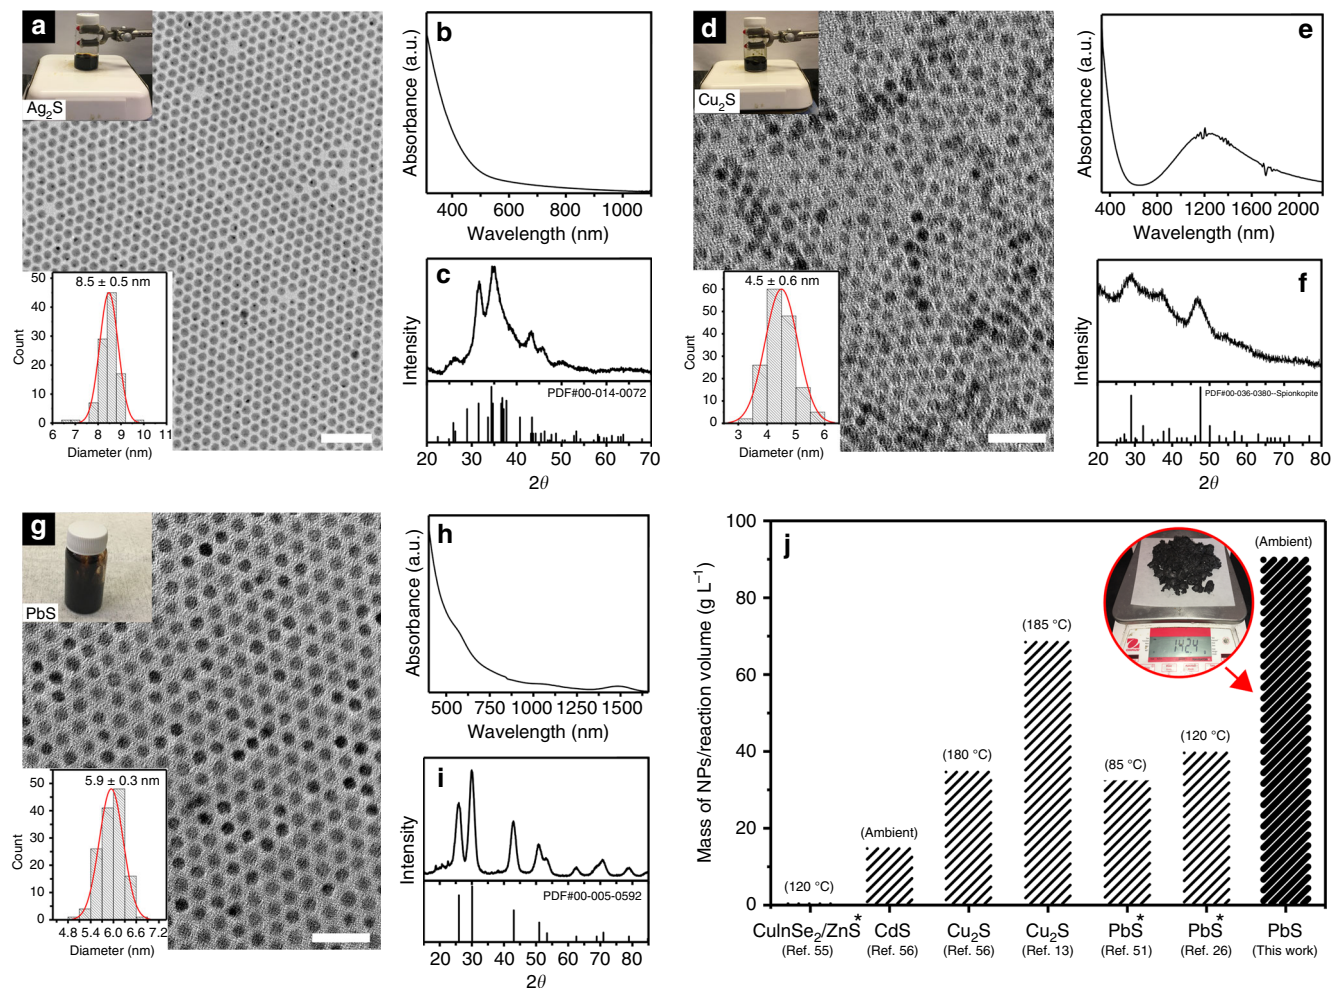 a
Ag₂S
50
40
30
20
10
0
Count
8.5 ± 0.5 nm
6 7 8 9 10 11
Diameter (nm)
b
Absorbance (a.u.)
400 600 800 1000
Wavelength (nm)
c
Intensity
PDF#00-014-0072
20 30 40 50 60 70
2θ
d
Cu₂S
60
50
40
30
20
10
0
Count
4.5 ± 0.6 nm
3 4 5 6
Diameter (nm)
e
Absorbance (a.u.)
400 800 1200 1600 2000
Wavelength (nm)
f
Intensity
PDF#00-036-0380--Spionkopite
20 30 40 50 60 70 80
2θ
g
PbS
50
40
30
20
10
0
Count
5.9 ± 0.3 nm
4.8 5.4 6.0 6.6 7.2
Diameter (nm)
h
Absorbance (a.u.)
500 750 1000 1250 1500
Wavelength (nm)
i
Intensity
PDF#00-005-0592
20 30 40 50 60 70 80
2θ
j
Mass of NPs/reaction volume (g L⁻¹)
100
80
60
40
20
0
(120 °C)
(Ambient)
(180 °C)
(185 °C)
(85 °C)
(120 °C)
(Ambient)
142.4
CuInSe₂/ZnS* CdS Cu₂S Cu₂S PbS* PbS* PbS
(Ref. 55) (Ref. 56) (Ref. 56) (Ref. 13) (Ref. 51) (Ref. 26) (This work)